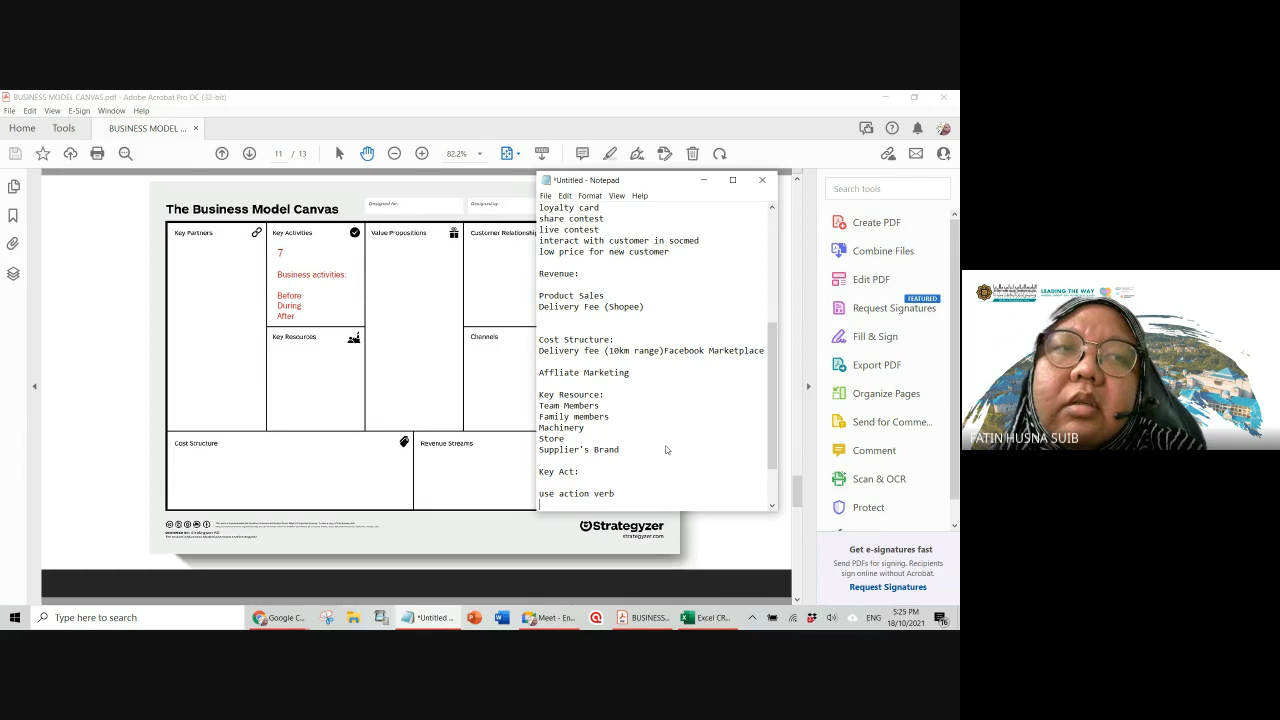 BUSINESS MODEL CANVAS.pdf - Adobe Acrobat Pro DC (32-bit)
File Edit View E-Sign Window Help
Home Tools BUSINESS MODEL ... ×
11 / 13 82.2%
The Business Model Canvas
Designed for:
Designed by:
Key Partners
Key Activities
Value Propositions
Customer Relationship
7
Business activities:
Before
During
After
Key Resources
Channels
Cost Structure
Revenue Streams
Strategyzer
strategyzer.com
*Untitled - Notepad
File Edit Format View Help
loyalty card
share contest
live contest
interact with customer in socmed
low price for new customer
Revenue:
Product Sales
Delivery fee (Shopee)
Cost Structure:
Delivery fee (10km range)Facebook Marketplace
Affliate Marketing
Key Resource:
Team Members
Family members
Machinery
Store
Supplier's Brand
Key Act:
use action verb
Search tools
Create PDF
Combine Files
Edit PDF
FEATURED
Request Signatures
Fill & Sign
Export PDF
Organize Pages
Send for Comme...
Comment
Scan & OCR
Protect
Get e-signatures fast
Send PDFs for signing. Recipients
sign online without Acrobat.
Request Signatures
LEADING THE WAY
FATIN HUSNA SUIB
Type here to search
Google C...
*Untitled ...
Meet - En...
BUSINESS...
Excel CR...
ENG
5:25 PM
18/10/2021
16